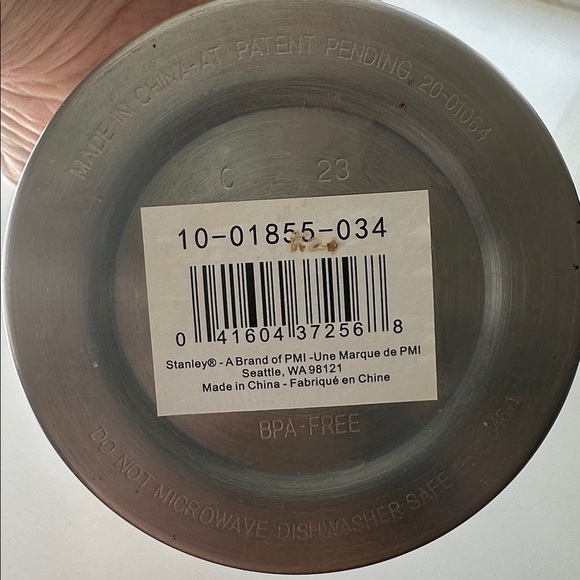 MADE IN CHINA-AT PATENT PENDING 20-01064
C 23
10-01855-034
0 41604 37256 8
Stanley® - A Brand of PMI -Une Marque de PMI
Seattle, WA 98121
Made in China - Fabriqué en Chine
BPA-FREE
DO NOT MICROWAVE DISHWASHER SAFE